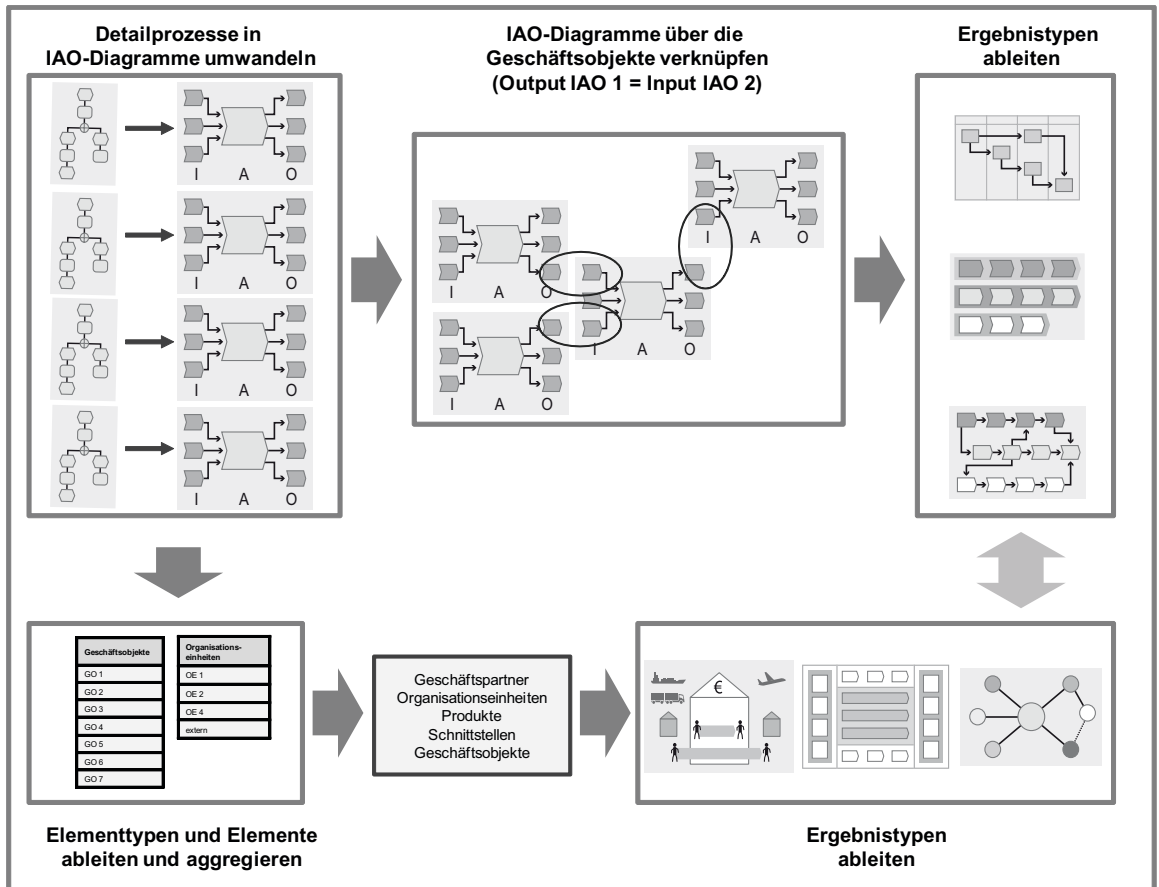 Detailprozesse in
IAO-Diagramme umwandeln
IAO-Diagramme über die
Geschäftsobjekte verknüpfen
(Output IAO 1 = Input IAO 2)
Ergebnistypen
ableiten
I A O
I A O
I A O
I A O
I A O
I A O
I A O
I A O
Geschäftsobjekte
GO 1
GO 2
GO 3
GO 4
GO 5
GO 6
GO 7
Organisations-
einheiten
OE 1
OE 2
OE 4
extern
Geschäftspartner
Organisationseinheiten
Produkte
Schnittstellen
Geschäftsobjekte
€
Elementtypen und Elemente
ableiten und aggregieren
Ergebnistypen
ableiten